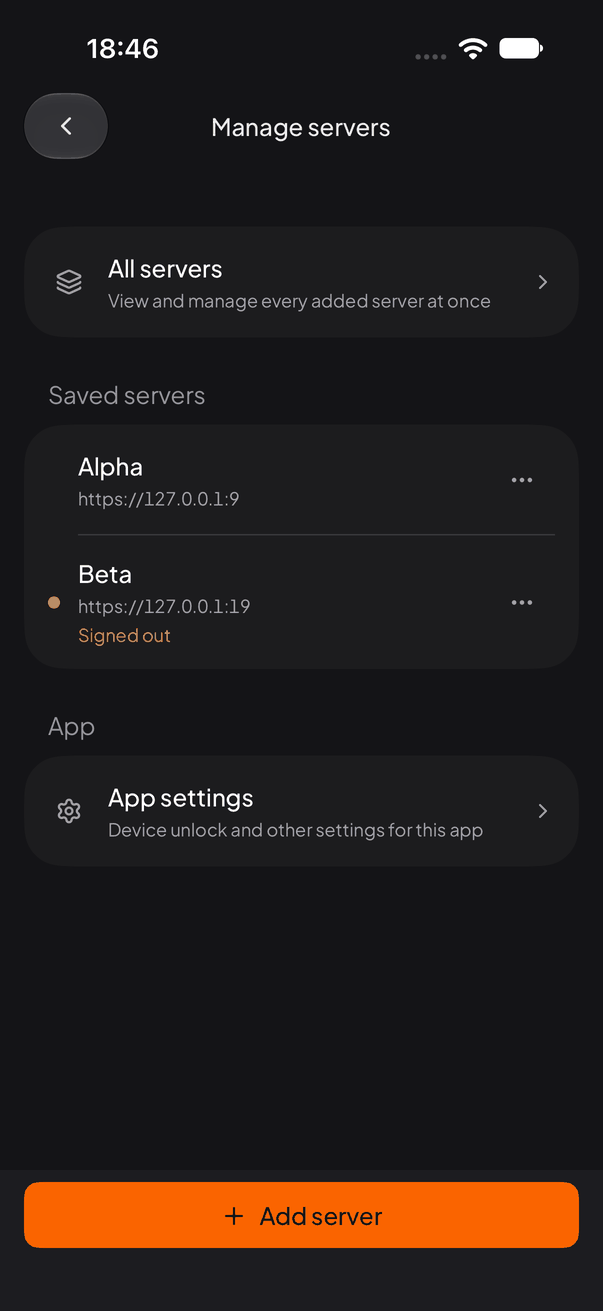 18:46
Manage servers
All servers
View and manage every added server at once
Saved servers
Alpha
https://127.0.0.1:9
Beta
https://127.0.0.1:19
Signed out
App
App settings
Device unlock and other settings for this app
Add server